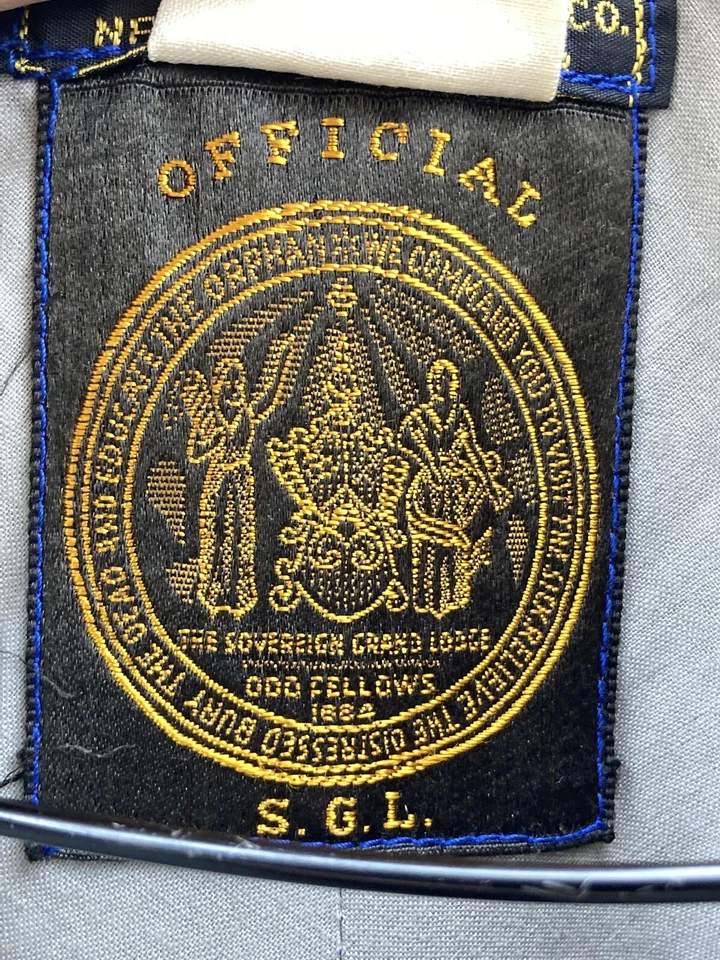 CO.
OFFICIAL
WE COMMAND YOU TO VISIT THE SICK RELIEVE THE DISTRESSED BURY THE DEAD AND EDUCATE THE ORPHAN
THE SOVEREIGN GRAND LODGE
ODD FELLOWS
1884
S.G.L.